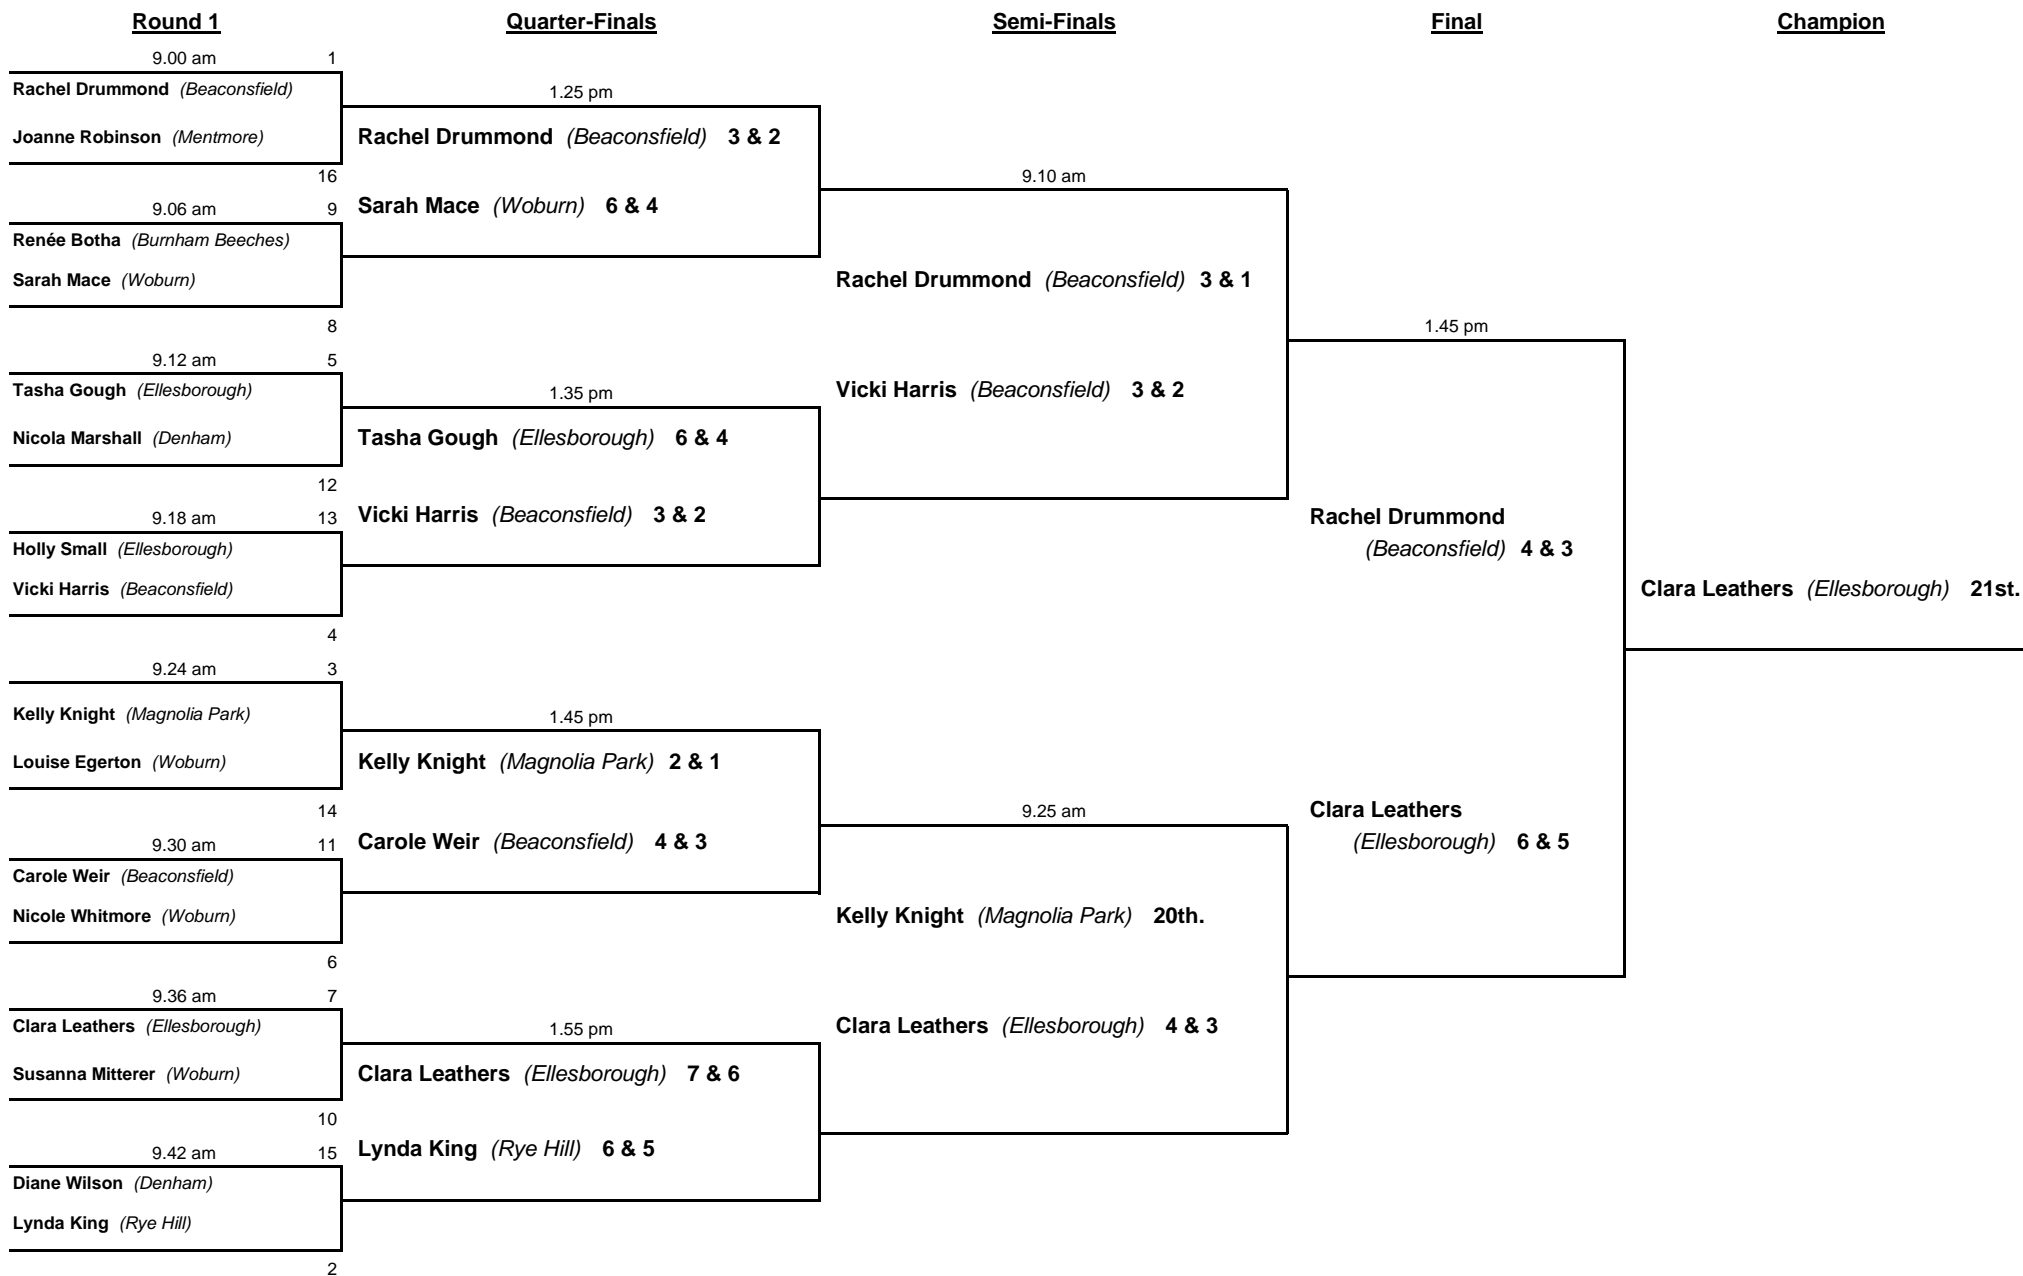 Round 1
Quarter-Finals
Semi-Finals
Final
Champion
9.00 am 1
Rachel Drummond (Beaconsfield)
Joanne Robinson (Mentmore)
16
9.06 am 9
Renée Botha (Burnham Beeches)
Sarah Mace (Woburn)
8
9.12 am 5
Tasha Gough (Ellesborough)
Nicola Marshall (Denham)
12
9.18 am 13
Holly Small (Ellesborough)
Vicki Harris (Beaconsfield)
4
9.24 am 3
Kelly Knight (Magnolia Park)
Louise Egerton (Woburn)
14
9.30 am 11
Carole Weir (Beaconsfield)
Nicole Whitmore (Woburn)
6
9.36 am 7
Clara Leathers (Ellesborough)
Susanna Mitterer (Woburn)
10
9.42 am 15
Diane Wilson (Denham)
Lynda King (Rye Hill)
2
1.25 pm
Rachel Drummond (Beaconsfield) 3 & 2
Sarah Mace (Woburn) 6 & 4
1.35 pm
Tasha Gough (Ellesborough) 6 & 4
Vicki Harris (Beaconsfield) 3 & 2
1.45 pm
Kelly Knight (Magnolia Park) 2 & 1
Carole Weir (Beaconsfield) 4 & 3
1.55 pm
Clara Leathers (Ellesborough) 7 & 6
Lynda King (Rye Hill) 6 & 5
9.10 am
Rachel Drummond (Beaconsfield) 3 & 1
Vicki Harris (Beaconsfield) 3 & 2
9.25 am
Kelly Knight (Magnolia Park) 20th.
Clara Leathers (Ellesborough) 4 & 3
1.45 pm
Rachel Drummond
(Beaconsfield) 4 & 3
Clara Leathers
(Ellesborough) 6 & 5
Clara Leathers (Ellesborough) 21st.